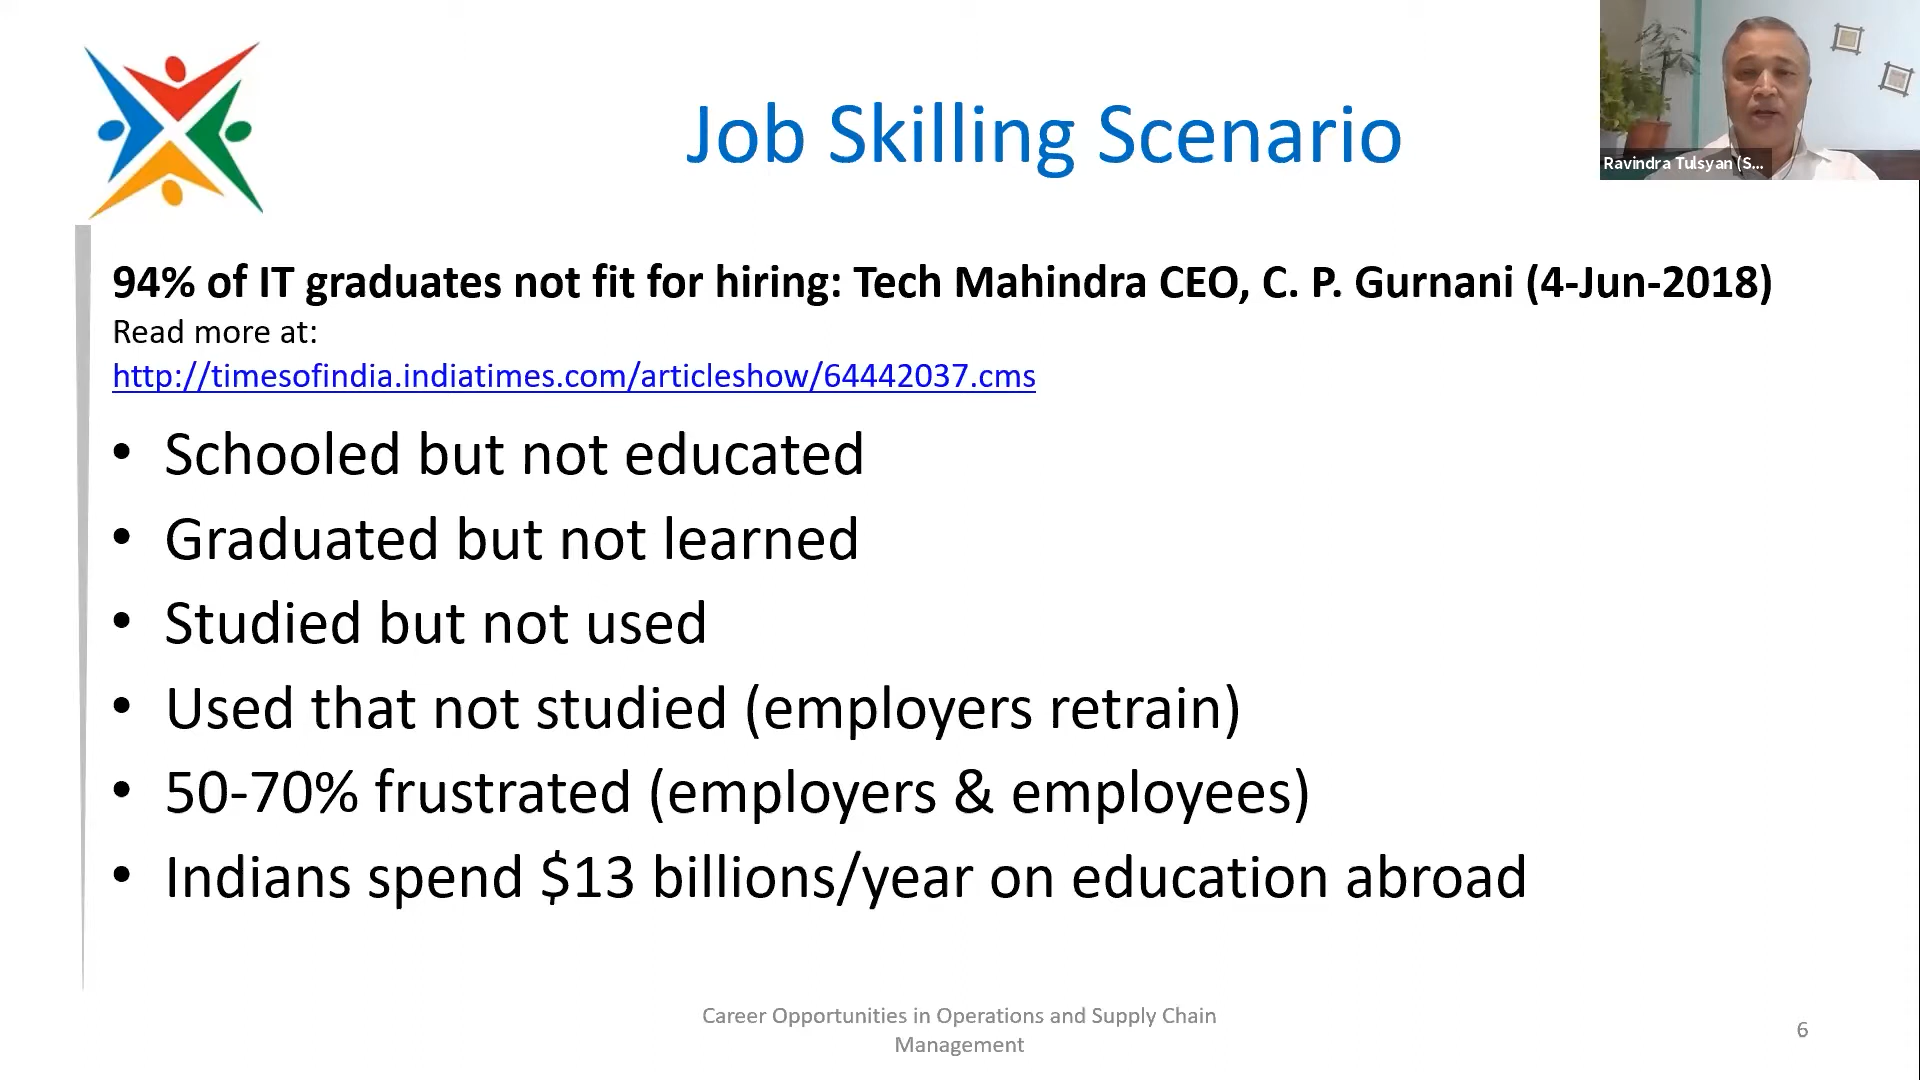 Job Skilling Scenario
Ravindra Tulsyan (S...
94% of IT graduates not fit for hiring: Tech Mahindra CEO, C. P. Gurnani (4-Jun-2018)
Read more at:
http://timesofindia.indiatimes.com/articleshow/64442037.cms
• Schooled but not educated
• Graduated but not learned
• Studied but not used
• Used that not studied (employers retrain)
• 50-70% frustrated (employers & employees)
• Indians spend $13 billions/year on education abroad
Career Opportunities in Operations and Supply Chain
Management
6